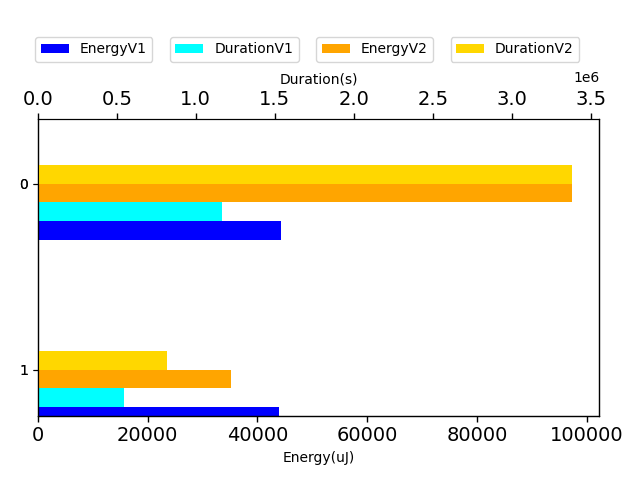 EnergyV1 DurationV1 EnergyV2 DurationV2
Duration(s)
1e6
0.0 0.5 1.0 1.5 2.0 2.5 3.0 3.5
0
1
0 20000 40000 60000 80000 100000
Energy(uJ)